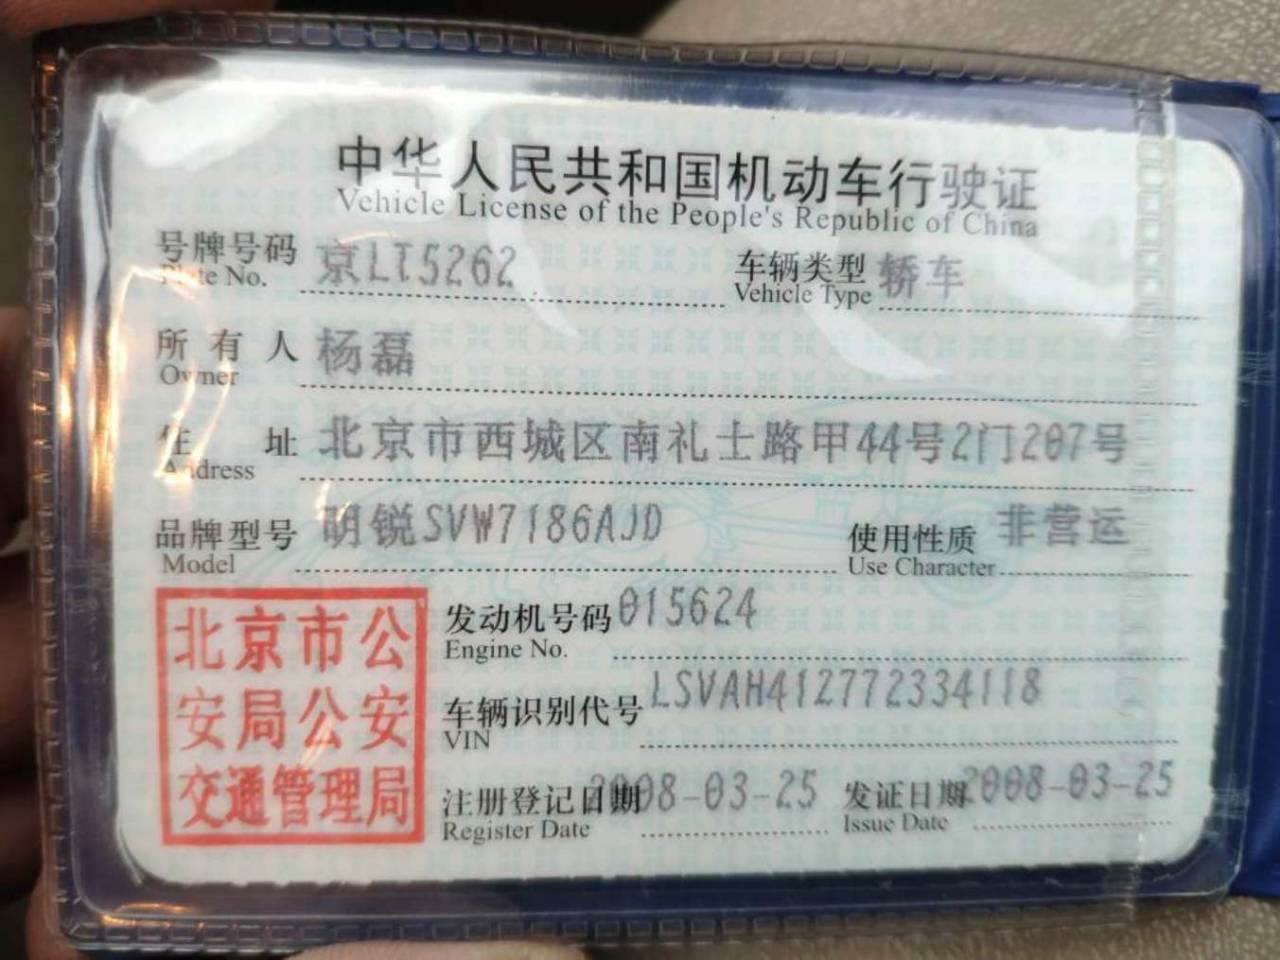 中华人民共和国机动车行驶证
Vehicle License of the People's Republic of China
号牌号码 京LT5262 车辆类型 轿车
Plate No. Vehicle Type
所有人 杨磊
Owner
住址 北京市西城区南礼士路甲44号2门207号
Address
品牌型号 明锐SVW7186AJD 使用性质 非营运
Model Use Character
发动机号码 015624
Engine No.
车辆识别代号 LSVAH412772334118
VIN
注册登记日期 2008-03-25 发证日期 2008-03-25
Register Date Issue Date
北京市公
安局公安
交通管理局